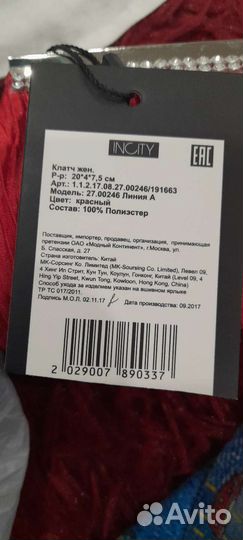 INCITY
EAC
Клатч жен.
Р-р: 20*4*7,5 см
Арт.: 1.1.2.17.08.27.00246/191663
Модель: 27.00246 Линия А
Цвет: красный
Состав: 100% Полиэстер
Поставщик, импортер, продавец, организация, принимающая
претензии ОАО «Модный Континент», г.Москва, ул.
Б. Спасская, д. 27
Страна изготовитель: Китай
МК-Сорсинг Ко. Лимитед (MK-Soursing Co. Limited), Левел 09,
4 Хинг Ип Стрит, Кун Тун, Коулун, Гонконг, Китай (Level 09, 4
Hing Yip Street, Kwun Tong, Kowloon, Hong Kong, China)
Способ ухода за изделием указан на вшивном ярлыке
ТР ТС 017/2011.
Подпись М.О.Л. 02.11.17
Дата производства: 09.2017
2 029007 890337
Avito